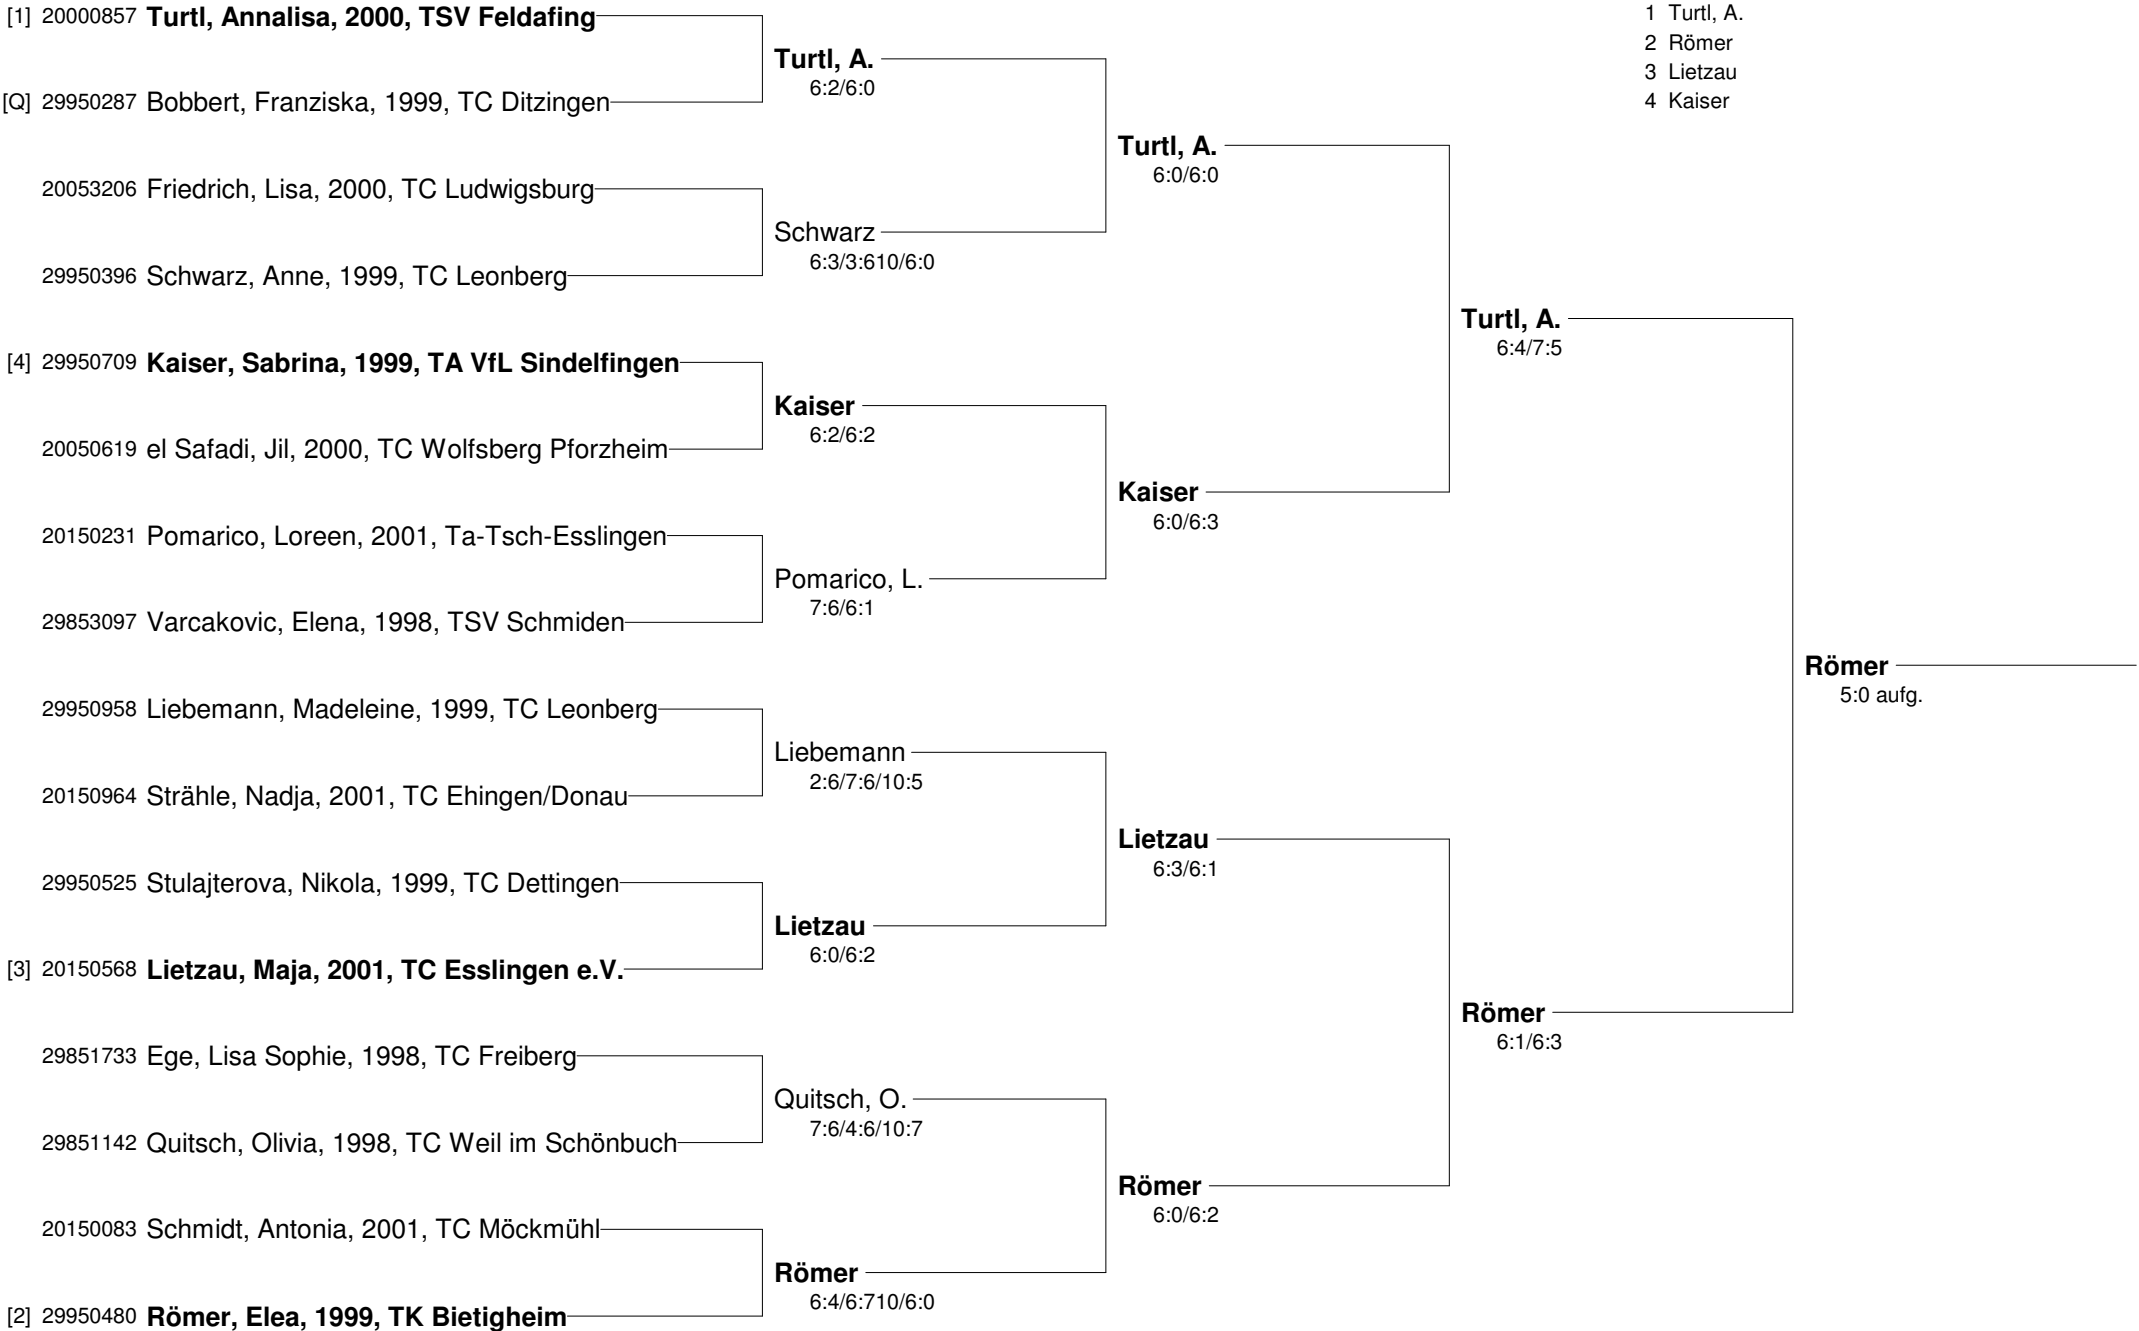 [1] 20000857 Turtl, Annalisa, 2000, TSV Feldafing
1 Turtl, A.
2 Römer
3 Lietzau
4 Kaiser
Turtl, A.
6:2/6:0
[Q] 29950287 Bobbert, Franziska, 1999, TC Ditzingen
Turtl, A.
6:0/6:0
20053206 Friedrich, Lisa, 2000, TC Ludwigsburg
Schwarz
6:3/3:610/6:0
29950396 Schwarz, Anne, 1999, TC Leonberg
Turtl, A.
6:4/7:5
[4] 29950709 Kaiser, Sabrina, 1999, TA VfL Sindelfingen
Kaiser
6:2/6:2
20050619 el Safadi, Jil, 2000, TC Wolfsberg Pforzheim
Kaiser
6:0/6:3
20150231 Pomarico, Loreen, 2001, Ta-Tsch-Esslingen
Pomarico, L.
7:6/6:1
29853097 Varcakovic, Elena, 1998, TSV Schmiden
Römer
5:0 aufg.
29950958 Liebemann, Madeleine, 1999, TC Leonberg
Liebemann
2:6/7:6/10:5
20150964 Strähle, Nadja, 2001, TC Ehingen/Donau
Lietzau
6:3/6:1
29950525 Stulajterova, Nikola, 1999, TC Dettingen
Lietzau
6:0/6:2
[3] 20150568 Lietzau, Maja, 2001, TC Esslingen e.V.
Römer
6:1/6:3
29851733 Ege, Lisa Sophie, 1998, TC Freiberg
Quitsch, O.
7:6/4:6/10:7
29851142 Quitsch, Olivia, 1998, TC Weil im Schönbuch
Römer
6:0/6:2
20150083 Schmidt, Antonia, 2001, TC Möckmühl
Römer
6:4/6:710/6:0
[2] 29950480 Römer, Elea, 1999, TK Bietigheim